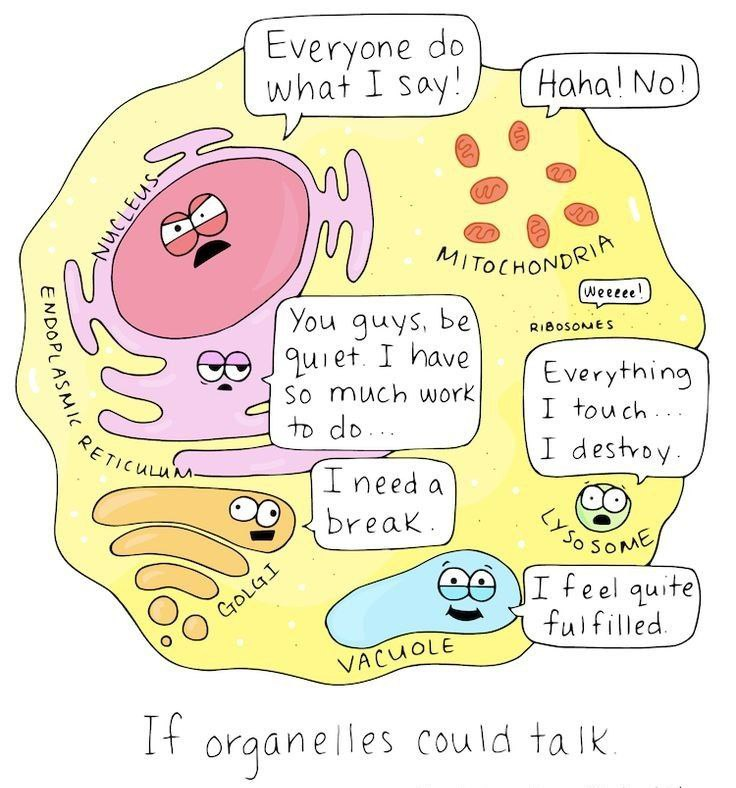 Everyone do
what I say!
Haha! No!
NUCLEUS
MITOCHONDRIA
Weeeee!
RIBOSOMES
ENDOPLASMIC RETICULUM
You guys, be
quiet. I have
so much work
to do...
Everything
I touch...
I destroy.
LYSOSOME
I need a
break.
GOLGI
I feel quite
fulfilled.
VACUOLE
If organelles could talk.